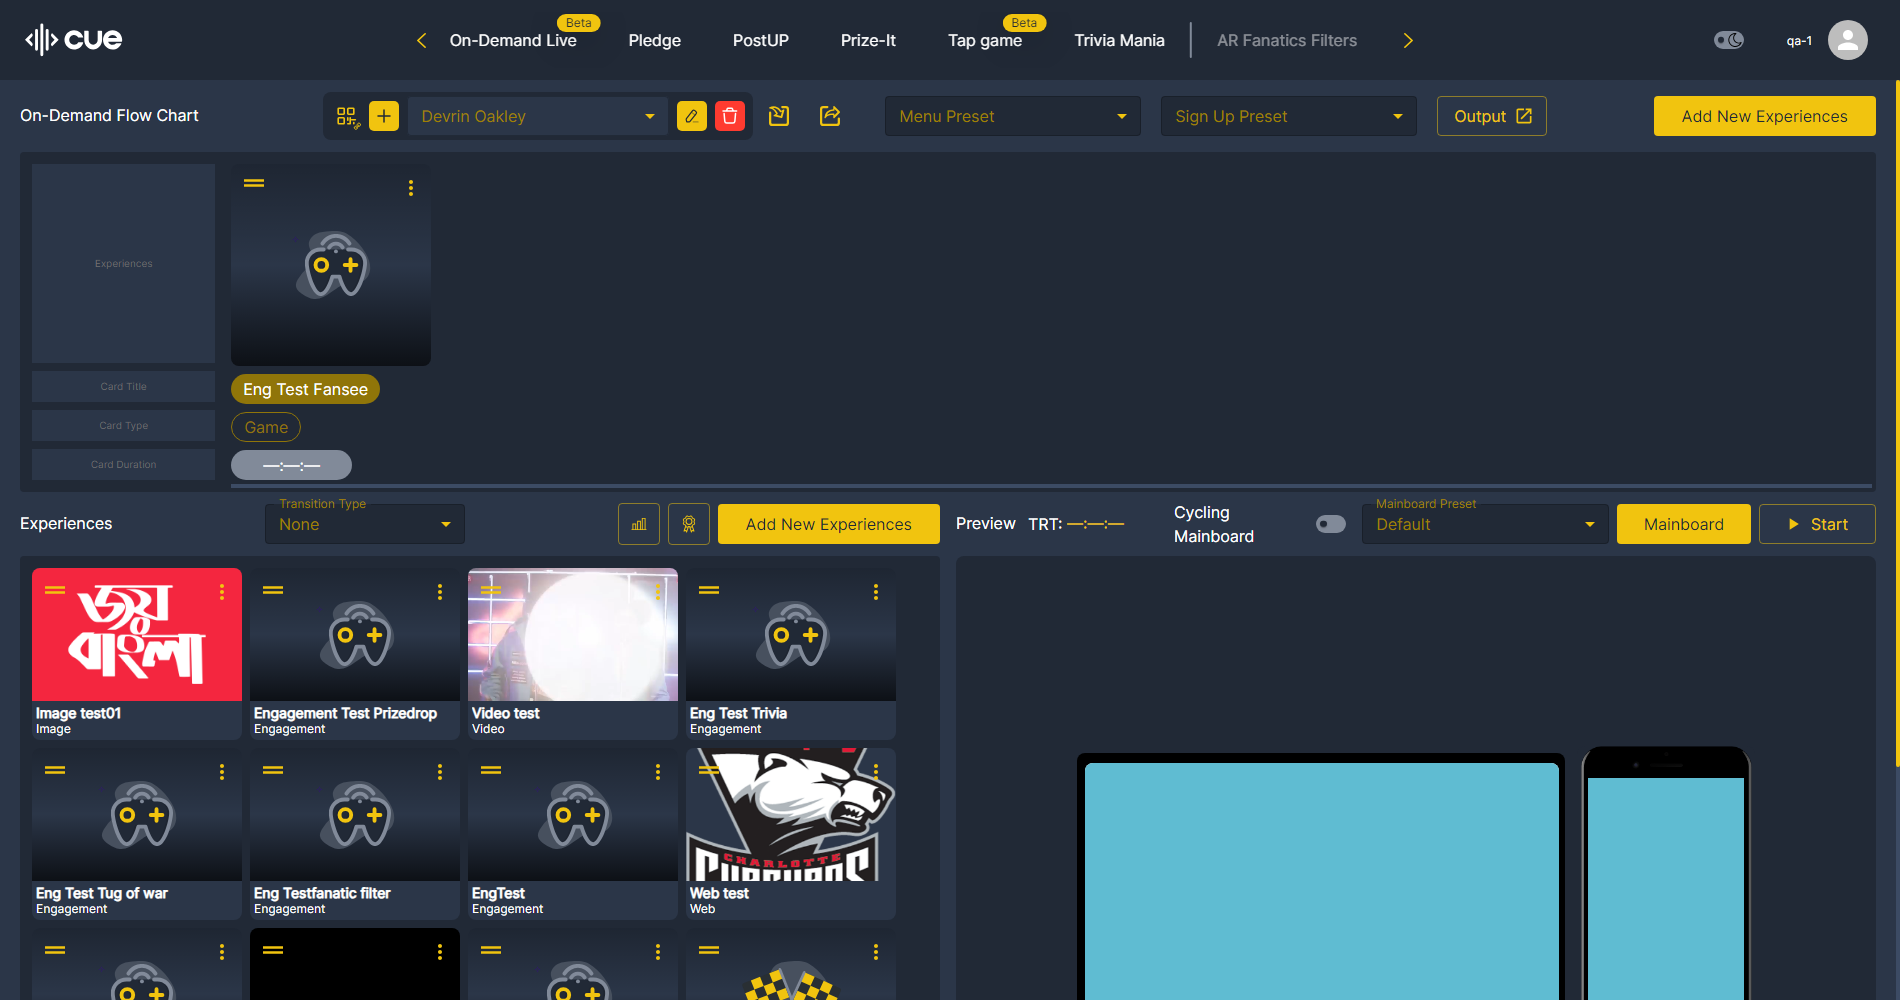 cue
On-Demand Live
Beta
Pledge
PostUP
Prize-It
Tap game
Beta
Trivia Mania
AR Fanatics Filters
qa-1
On-Demand Flow Chart
Devrin Oakley
Menu Preset
Sign Up Preset
Output
Add New Experiences
Experiences
Card Title
Card Type
Card Duration
Eng Test Fansee
Game
—:—:—
Experiences
Transition Type
None
Add New Experiences
Preview
TRT: —:—:—
Cycling
Mainboard
Mainboard Preset
Default
Mainboard
Start
জয়
বাংলা
Image test01
Image
Engagement Test Prizedrop
Engagement
Video test
Video
Eng Test Trivia
Engagement
Eng Test Tug of war
Engagement
Eng Testfanatic filter
Engagement
EngTest
Engagement
CHARLOTTE
Web test
Web